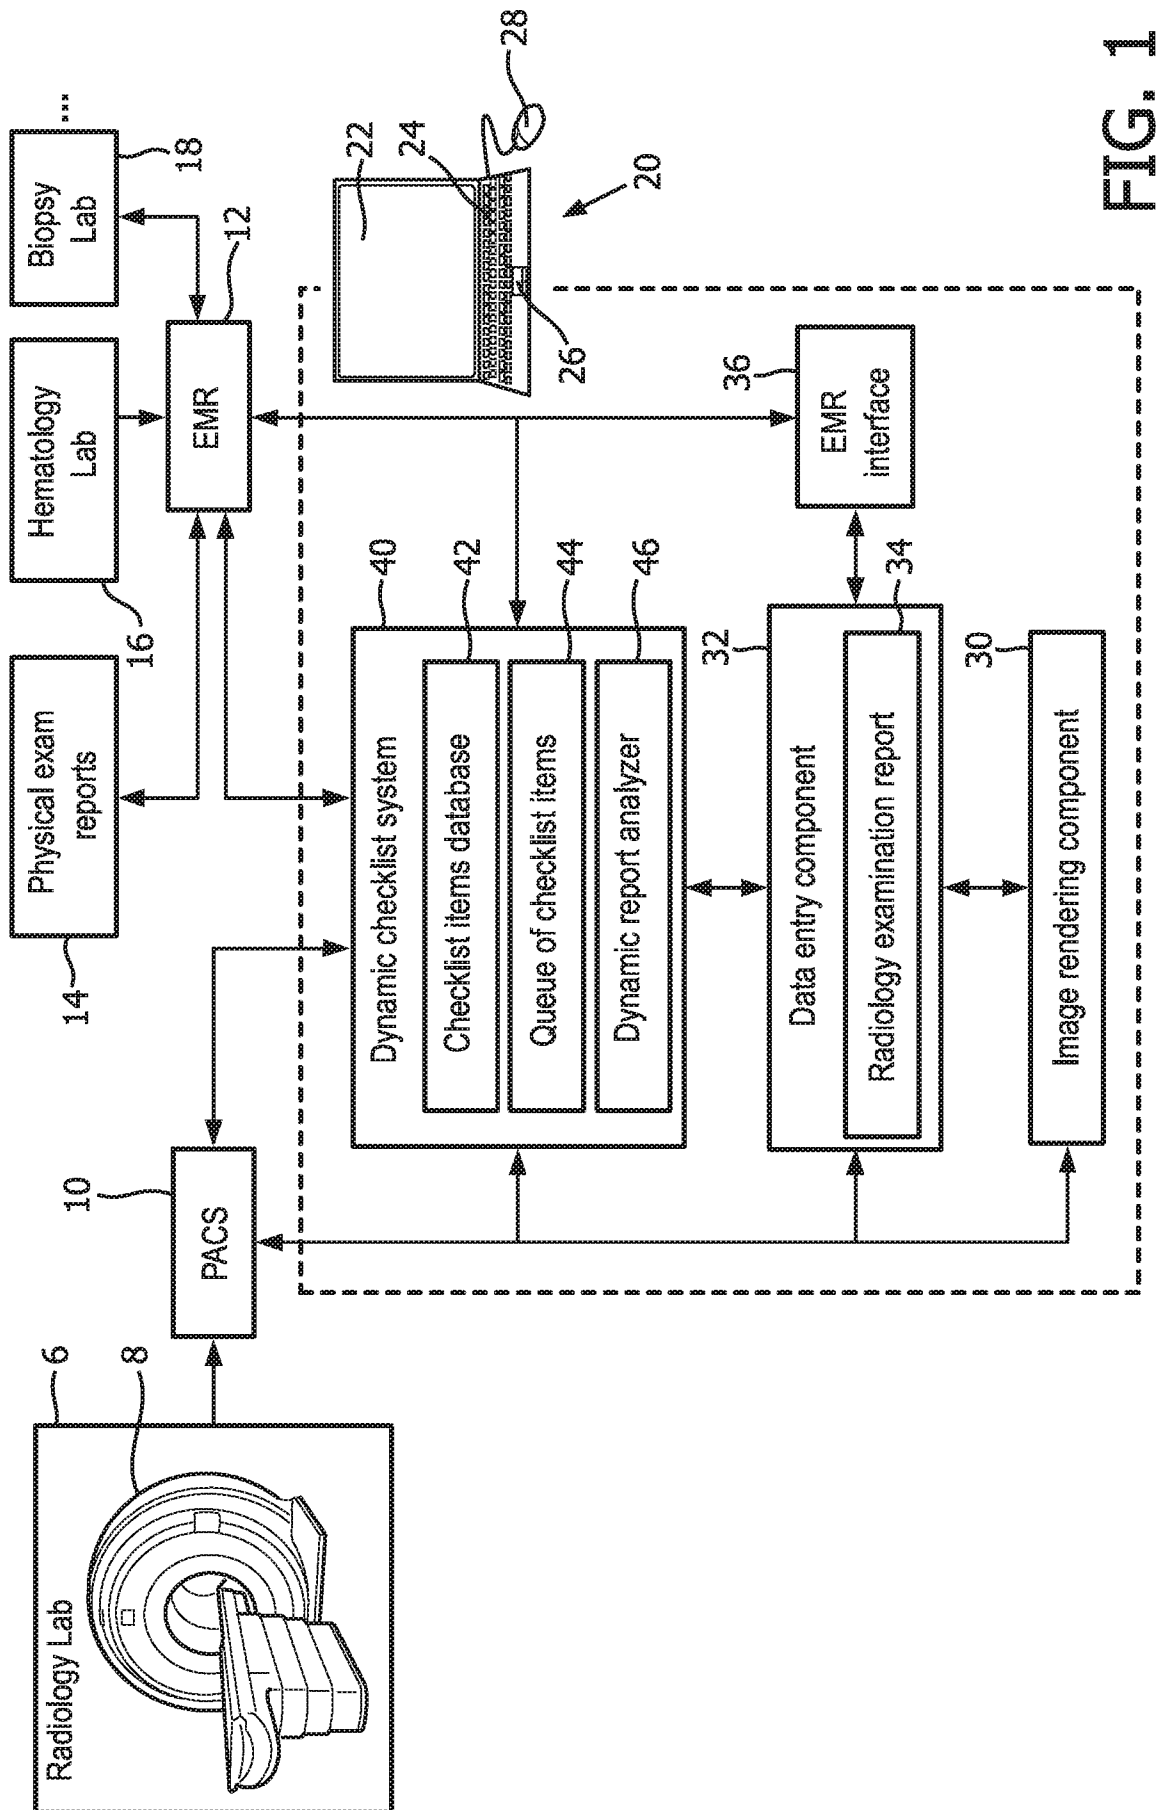 Radiology Lab
6
8
10
PACS
Physical exam
reports
14
Hematology
Lab
16
Biopsy
Lab
18
...
EMR
12
Dynamic checklist system
40
Checklist items database
42
Queue of checklist items
44
Dynamic report analyzer
46
22
24
26
28
20
Data entry component
32
Radiology examination report
34
EMR
interface
36
Image rendering component
30
FIG. 1